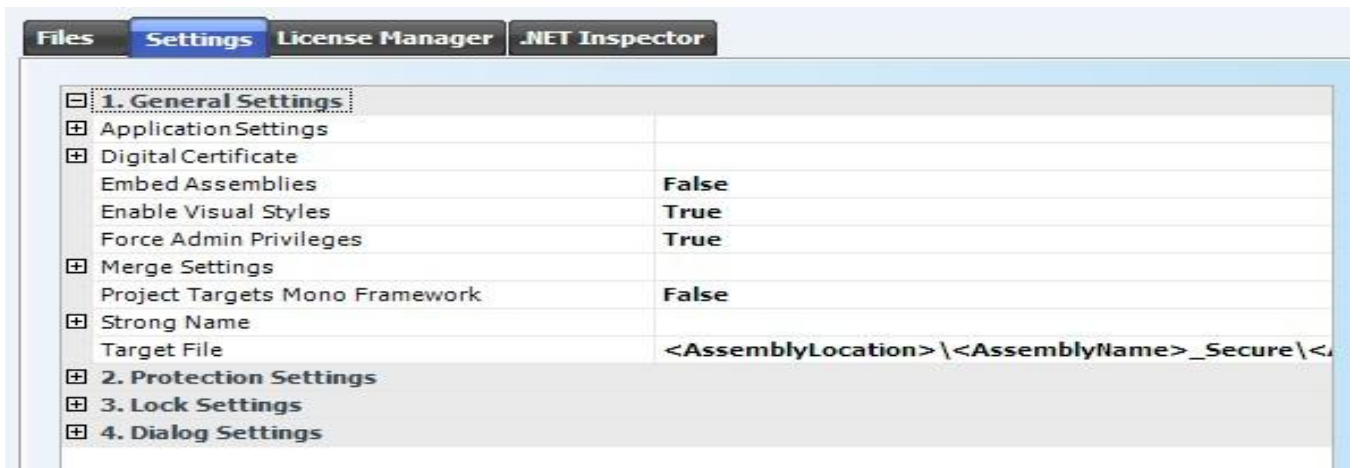 Files Settings License Manager .NET Inspector
1. General Settings
Application Settings
Digital Certificate
Embed Assemblies False
Enable Visual Styles True
Force Admin Privileges True
Merge Settings
Project Targets Mono Framework False
Strong Name
Target File <AssemblyLocation>\<AssemblyName>_Secure\<
2. Protection Settings
3. Lock Settings
4. Dialog Settings